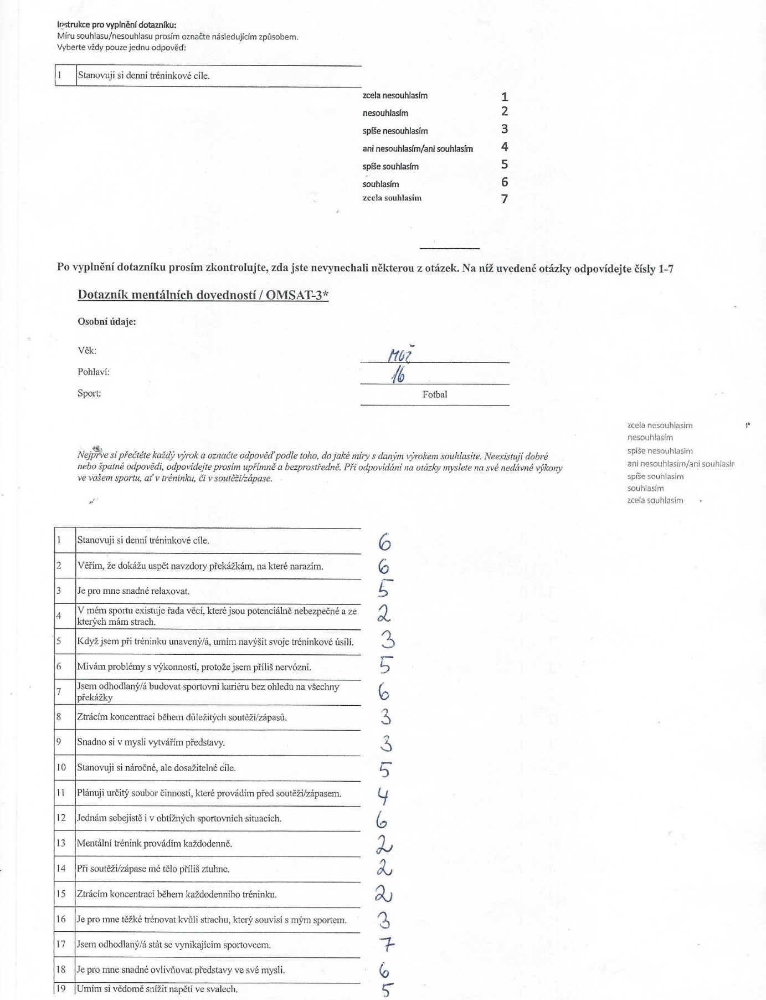 Instrukce pro vyplnění dotazníku:
Míru souhlasu/nesouhlasu prosím označte následujícím způsobem.
Vyberte vždy pouze jednu odpověď:
1 Stanovuji si denní tréninkové cíle.
zcela nesouhlasím 1
nesouhlasím 2
spíše nesouhlasím 3
ani nesouhlasím/ani souhlasím 4
spíše souhlasím 5
souhlasím 6
zcela souhlasím 7
Po vyplnění dotazníku prosím zkontrolujte, zda jste nevynechali některou z otázek. Na níž uvedené otázky odpovídejte čísly 1-7
Dotazník mentálních dovedností / OMSAT-3*
Osobní údaje:
Věk: MUŽ
Pohlaví: 16
Sport: Fotbal
zcela nesouhlasím
nesouhlasím
spíše nesouhlasím
ani nesouhlasím/ani souhlasír
spíše souhlasím
souhlasím
zcela souhlasím
Nejprve si přečtěte každý výrok a označte odpověď podle toho, do jaké míry s daným výrokem souhlasíte. Neexistují dobré
nebo špatné odpovědi, odpovídejte prosím upřímně a bezprostředně. Při odpovídání na otázky myslete na své nedávné výkony
ve vašem sportu, ať v tréninku, či v soutěži/zápase.
1 Stanovuji si denní tréninkové cíle. 6
2 Věřím, že dokážu uspět navzdory překážkám, na které narazím. 6
3 Je pro mne snadné relaxovat. 5
4 V mém sportu existuje řada věcí, které jsou potenciálně nebezpečné a ze
kterých mám strach. 2
5 Když jsem při tréninku unavený/á, umím navýšit svoje tréninkové úsilí. 3
6 Mívám problémy s výkonností, protože jsem příliš nervózní. 5
7 Jsem odhodlaný/á budovat sportovní kariéru bez ohledu na všechny
překážky 6
8 Ztrácím koncentraci během důležitých soutěží/zápasů. 3
9 Snadno si v mysli vytvářím představy. 3
10 Stanovuji si náročné, ale dosažitelné cíle. 5
11 Plánuji určitý soubor činností, které provádím před soutěží/zápasem. 4
12 Jednám sebejistě i v obtížných sportovních situacích. 6
13 Mentální trénink provádím každodenně. 2
14 Při soutěži/zápase mé tělo příliš ztuhne. 2
15 Ztrácím koncentraci během každodenního tréninku. 2
16 Je pro mne těžké trénovat kvůli strachu, který souvisí s mým sportem. 3
17 Jsem odhodlaný/á stát se vynikajícím sportovcem. 7
18 Je pro mne snadné ovlivňovat představy ve své mysli. 6
19 Umím si vědomě snížit napětí ve svalech. 5